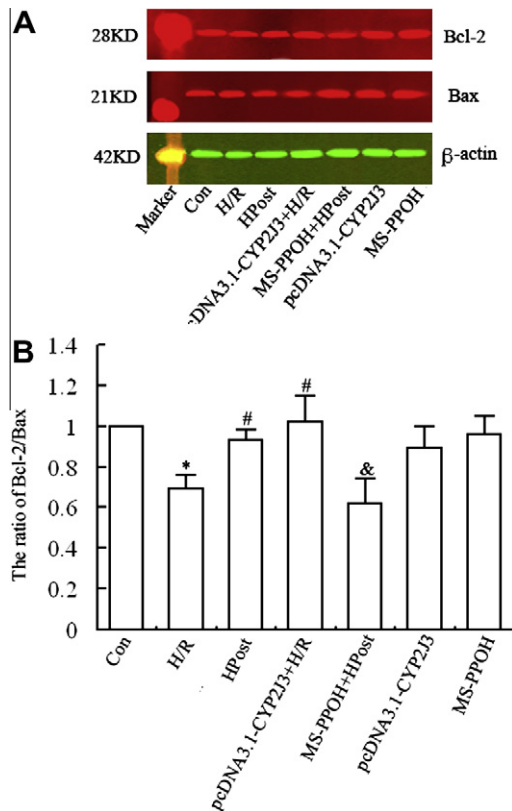 A
28KD
Bcl-2
21KD
Bax
42KD
β-actin
Marker
Con
H/R
HPost
cDNA3.1-CYP2J3+H/R
MS-PPOH+HPost
pcDNA3.1-CYP2J3
MS-PPOH
B
The ratio of Bcl-2/Bax
1.4
1.2
1
0.8
0.6
0.4
0.2
0
*
#
#
&
Con
H/R
HPost
pcDNA3.1-CYP2J3+H/R
MS-PPOH+HPost
pcDNA3.1-CYP2J3
MS-PPOH